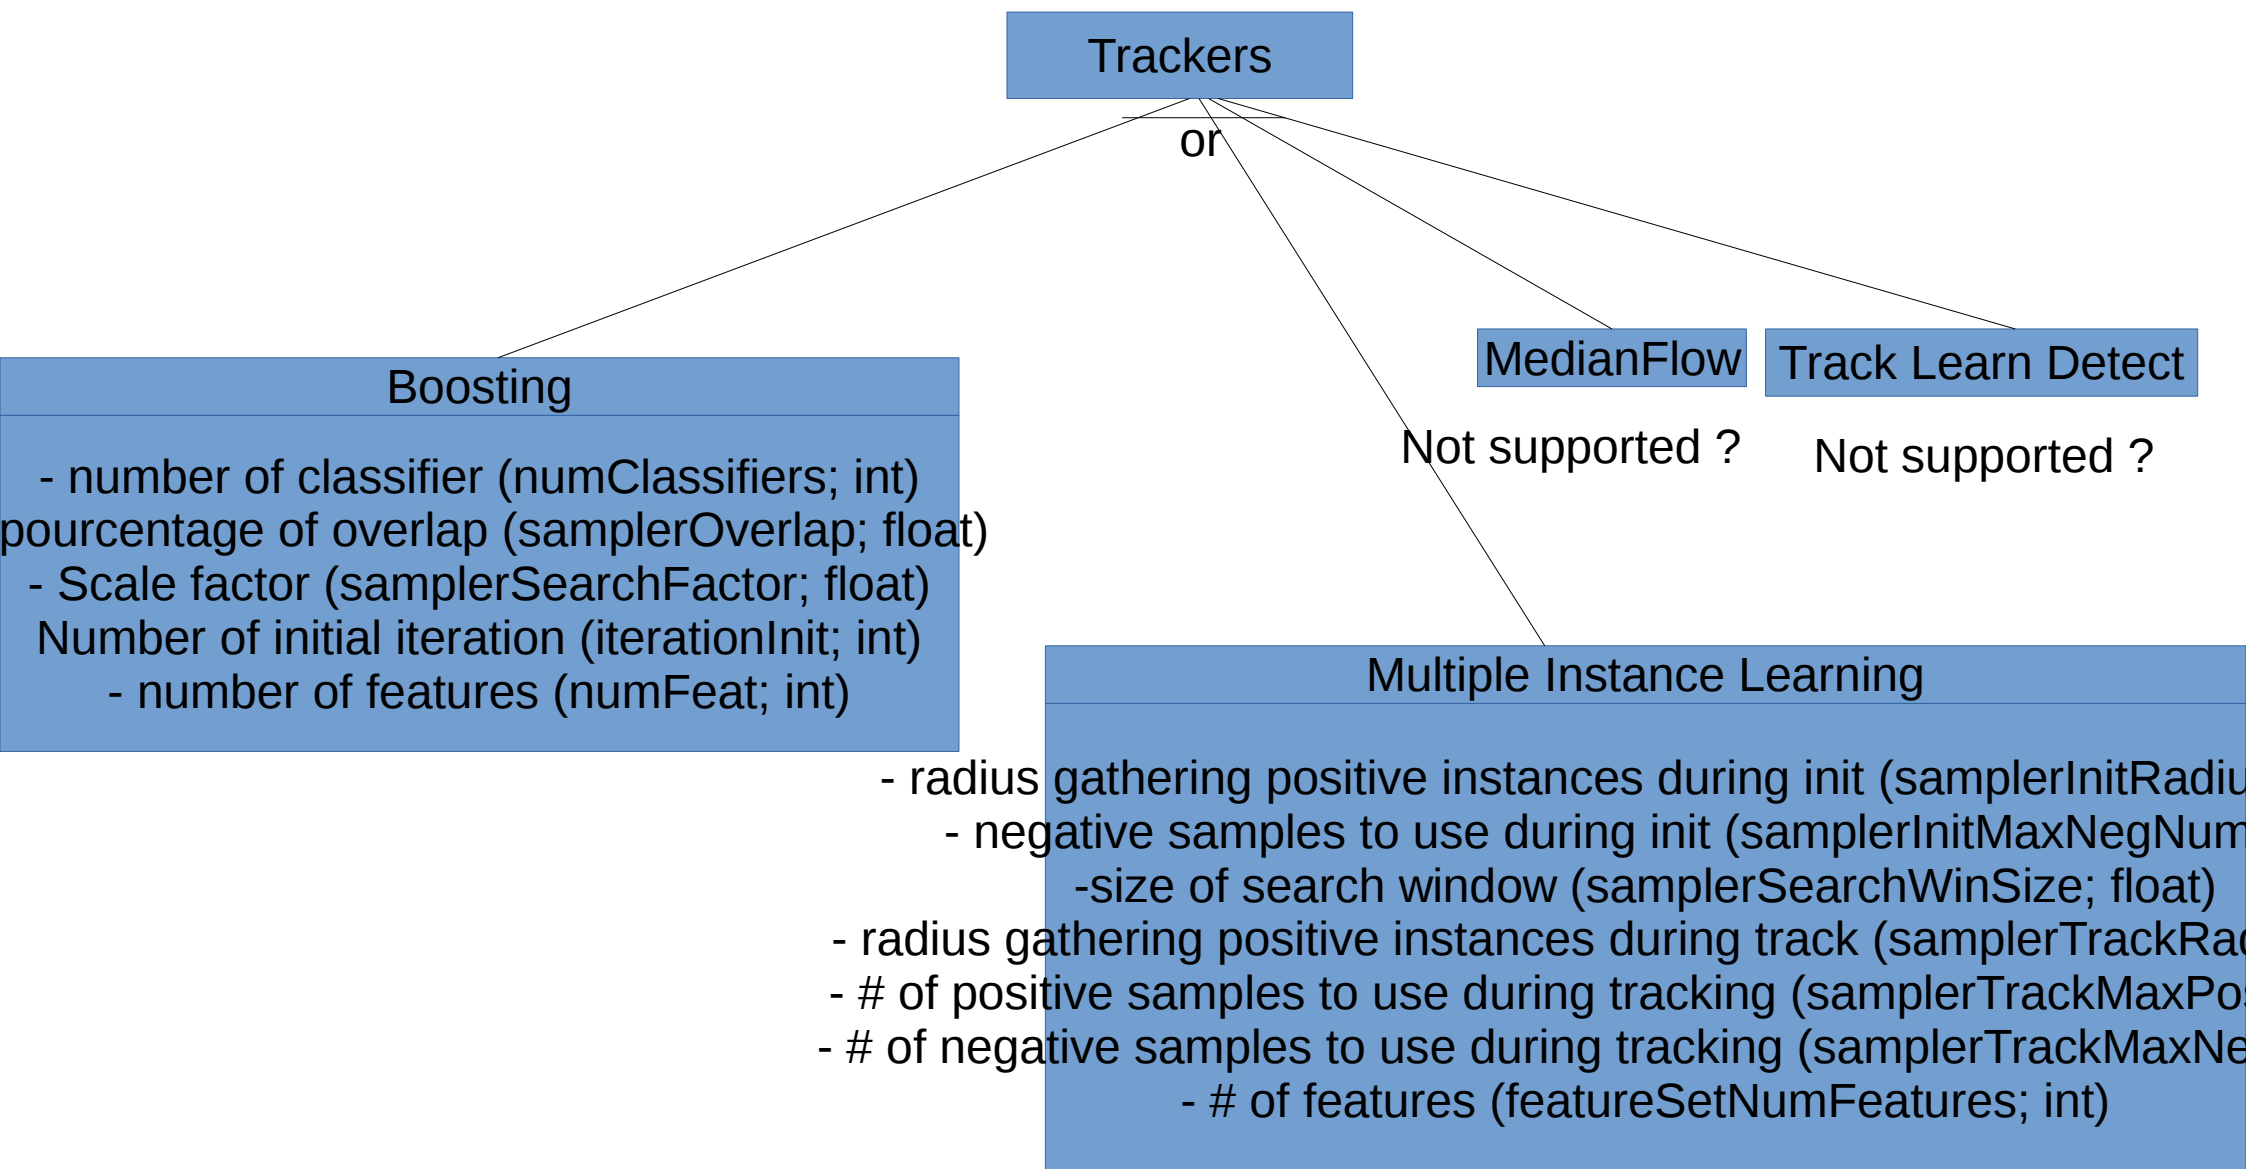 Trackers
or
Boosting
- number of classifier (numClassifiers; int)
pourcentage of overlap (samplerOverlap; float)
- Scale factor (samplerSearchFactor; float)
Number of initial iteration (iterationInit; int)
- number of features (numFeat; int)
MedianFlow
Not supported ?
Track Learn Detect
Not supported ?
Multiple Instance Learning
- radius gathering positive instances during init (samplerInitRadiu
- negative samples to use during init (samplerInitMaxNegNum
-size of search window (samplerSearchWinSize; float)
- radius gathering positive instances during track (samplerTrackRad
- # of positive samples to use during tracking (samplerTrackMaxPos
- # of negative samples to use during tracking (samplerTrackMaxNe
- # of features (featureSetNumFeatures; int)